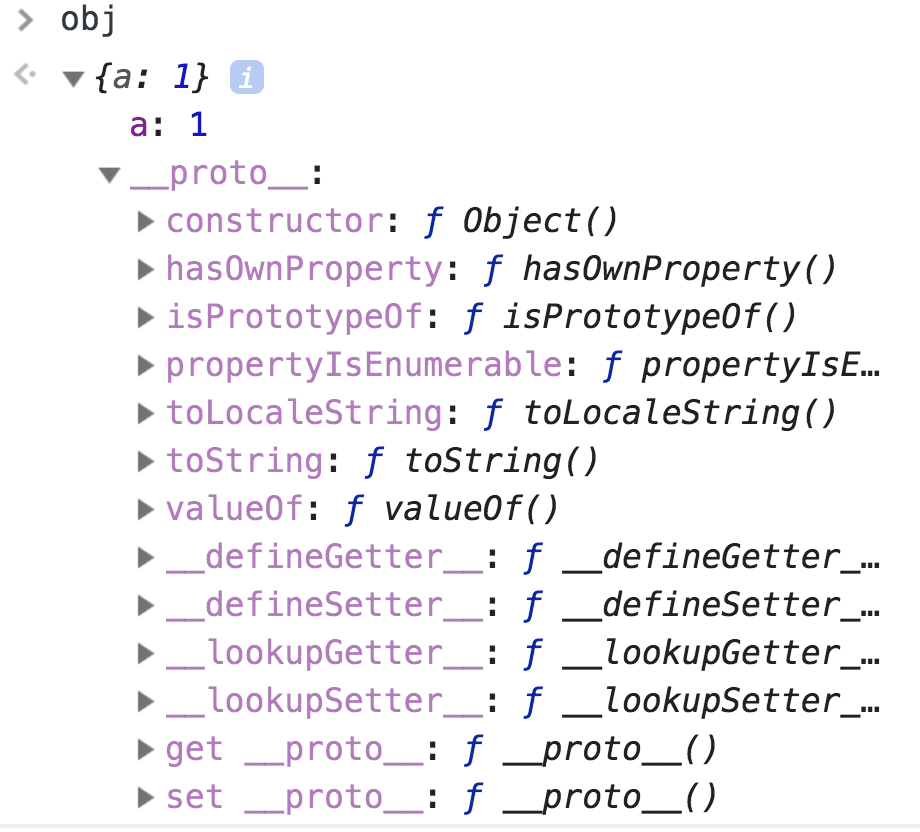 obj
{a: 1} i
a: 1
__proto__:
constructor: ƒ Object()
hasOwnProperty: ƒ hasOwnProperty()
isPrototypeOf: ƒ isPrototypeOf()
propertyIsEnumerable: ƒ propertyIsE…
toLocaleString: ƒ toLocaleString()
toString: ƒ toString()
valueOf: ƒ valueOf()
__defineGetter__: ƒ __defineGetter_…
__defineSetter__: ƒ __defineSetter_…
__lookupGetter__: ƒ __lookupGetter_…
__lookupSetter__: ƒ __lookupSetter_…
get __proto__: ƒ __proto__()
set __proto__: ƒ __proto__()